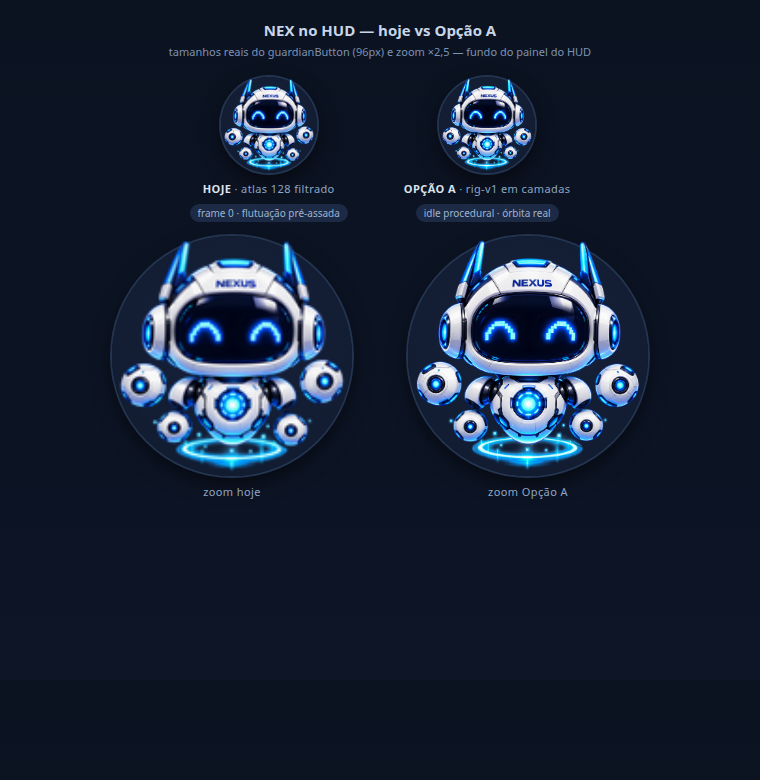 NEX no HUD — hoje vs Opção A
tamanhos reais do guardianButton (96px) e zoom ×2,5 — fundo do painel do HUD
NEXUS
NEXUS
HOJE · atlas 128 filtrado
OPÇÃO A · rig-v1 em camadas
frame 0 · flutuação pré-assada
idle procedural · órbita real
NEXUS
NEXUS
zoom hoje
zoom Opção A